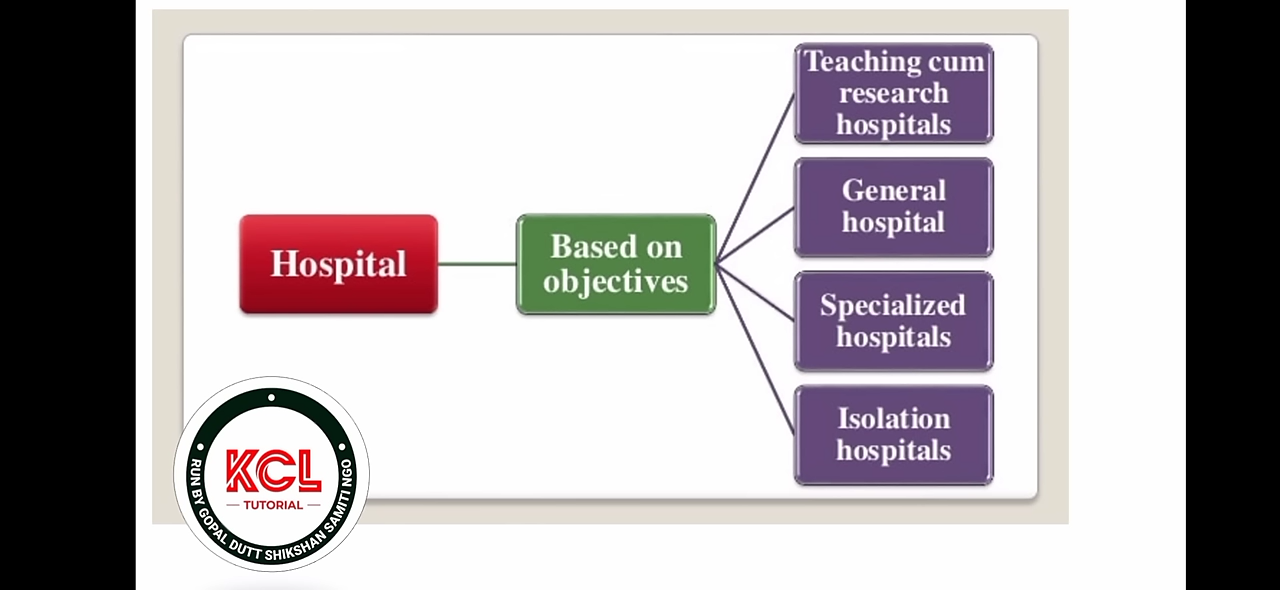 Hospital
Based on
objectives
Teaching cum
research
hospitals
General
hospital
Specialized
hospitals
Isolation
hospitals
KCL
TUTORIAL
RUN BY GOPAL DUTT SHIKSHAN SAMITI NGO